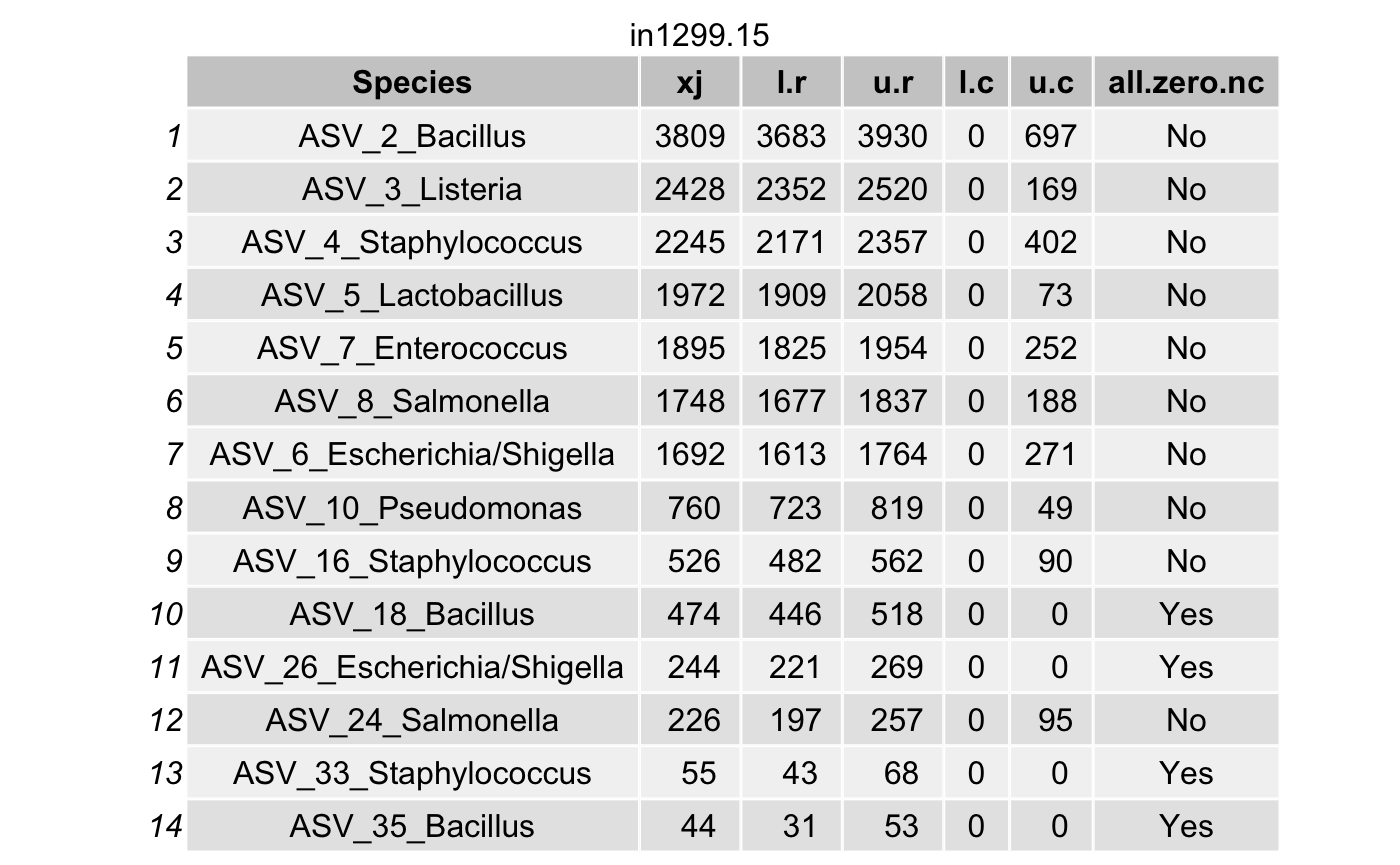 in1299.15
Species xj l.r u.r l.c u.c all.zero.nc
1 ASV_2_Bacillus 3809 3683 3930 0 697 No
2 ASV_3_Listeria 2428 2352 2520 0 169 No
3 ASV_4_Staphylococcus 2245 2171 2357 0 402 No
4 ASV_5_Lactobacillus 1972 1909 2058 0 73 No
5 ASV_7_Enterococcus 1895 1825 1954 0 252 No
6 ASV_8_Salmonella 1748 1677 1837 0 188 No
7 ASV_6_Escherichia/Shigella 1692 1613 1764 0 271 No
8 ASV_10_Pseudomonas 760 723 819 0 49 No
9 ASV_16_Staphylococcus 526 482 562 0 90 No
10 ASV_18_Bacillus 474 446 518 0 0 Yes
11 ASV_26_Escherichia/Shigella 244 221 269 0 0 Yes
12 ASV_24_Salmonella 226 197 257 0 95 No
13 ASV_33_Staphylococcus 55 43 68 0 0 Yes
14 ASV_35_Bacillus 44 31 53 0 0 Yes